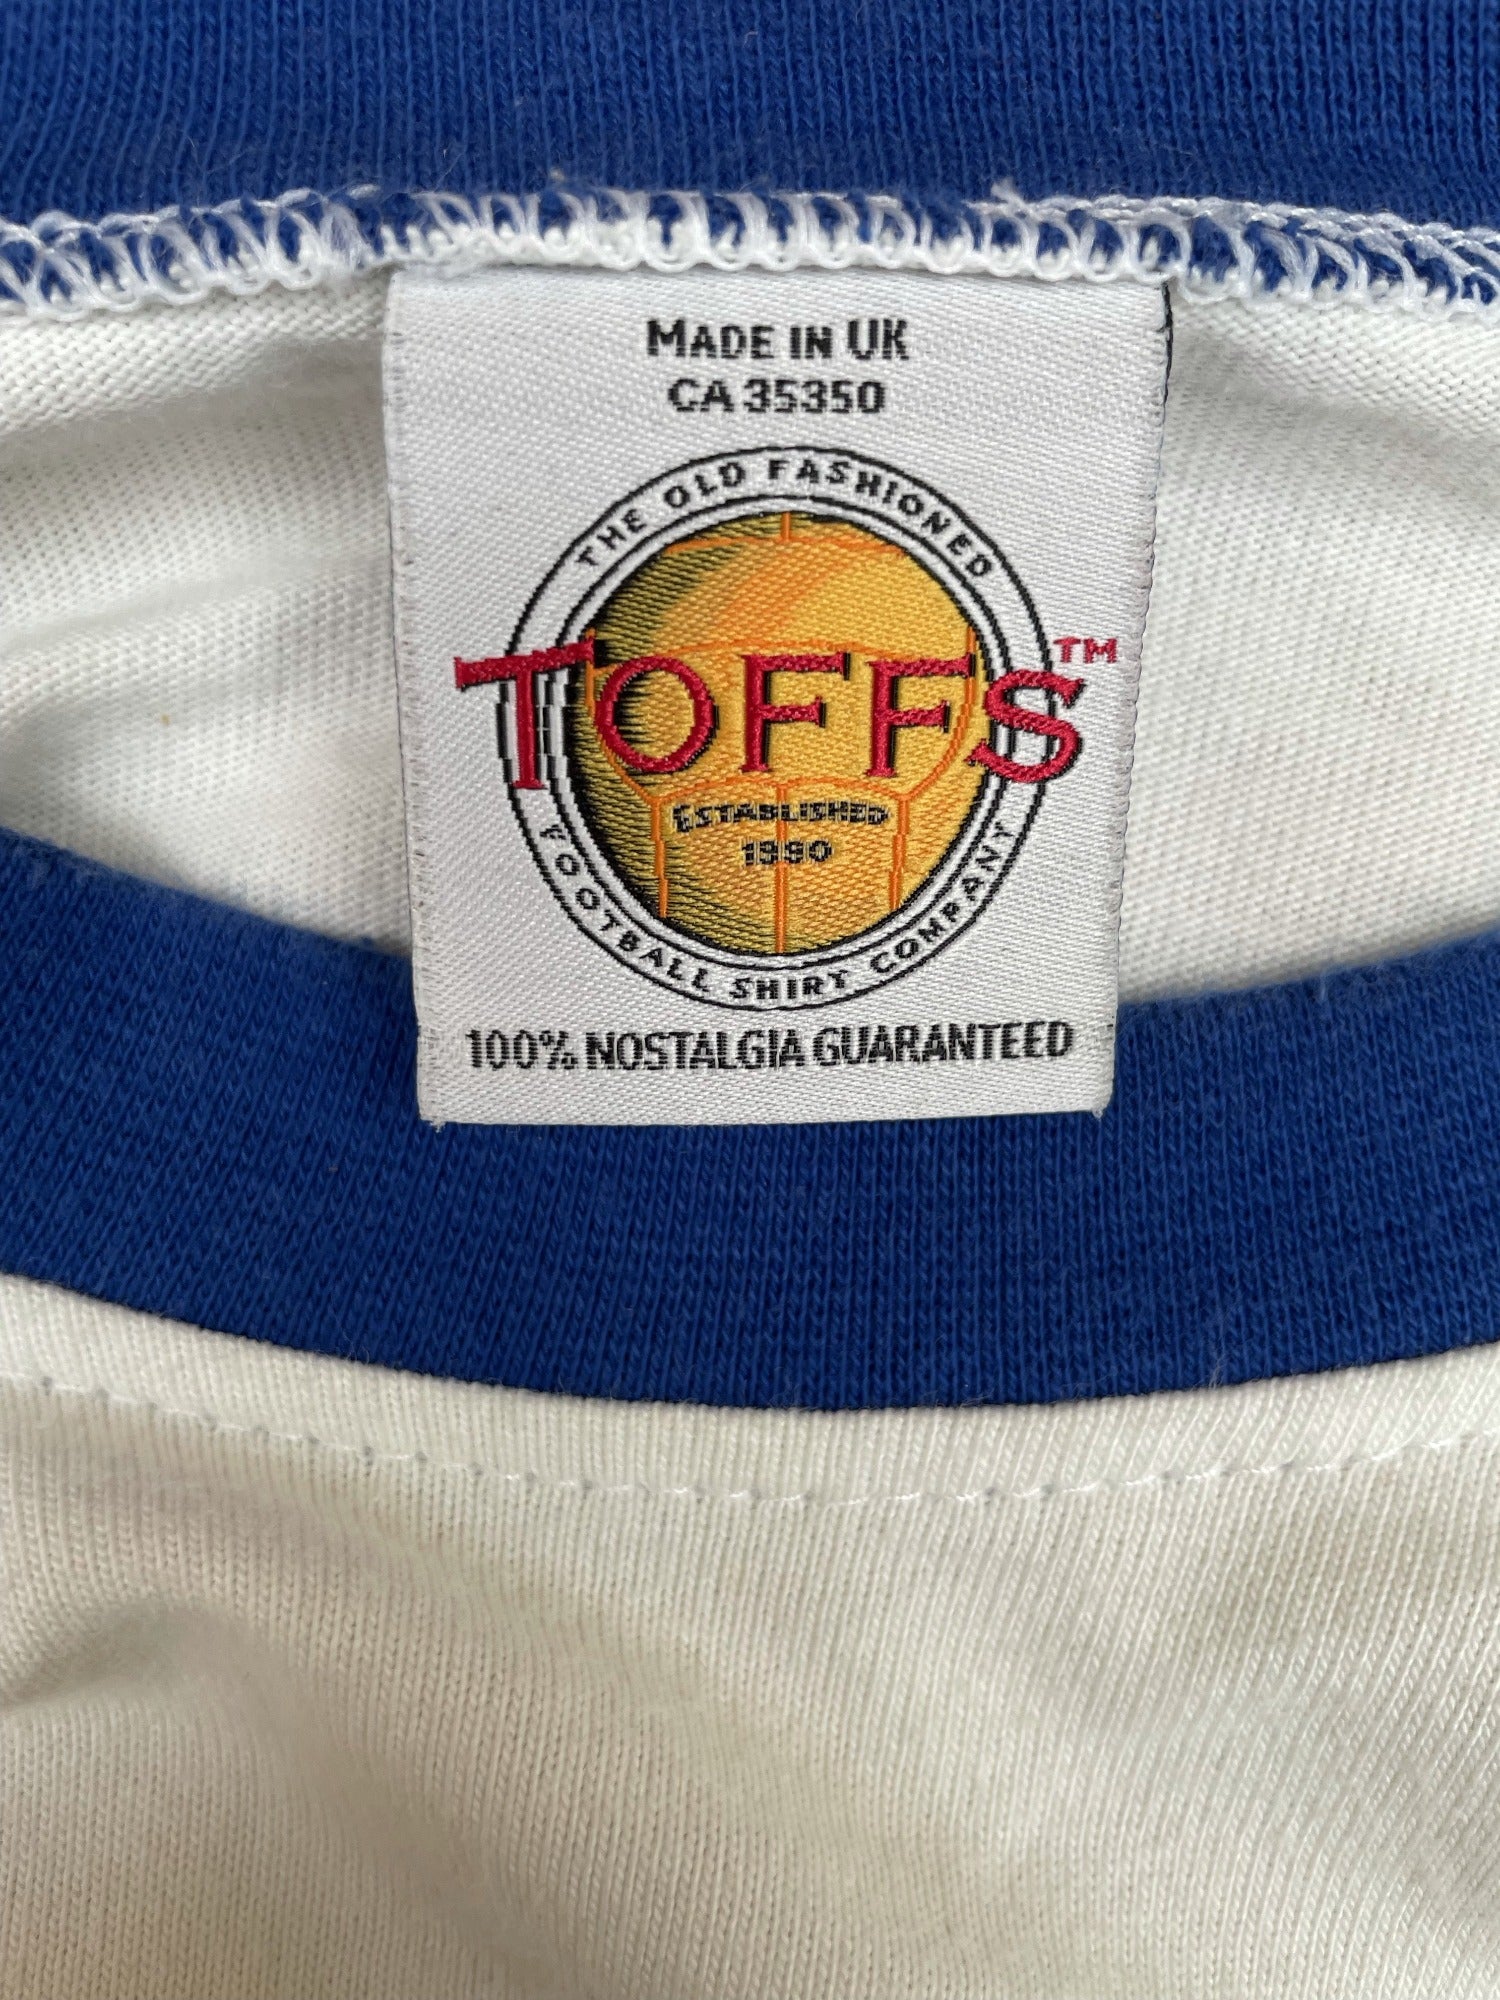 MADE IN UK
CA 35350
THE OLD FASHIONED
TOFFS™
ESTABLISHED
1990
FOOTBALL SHIRT COMPANY
100% NOSTALGIA GUARANTEED